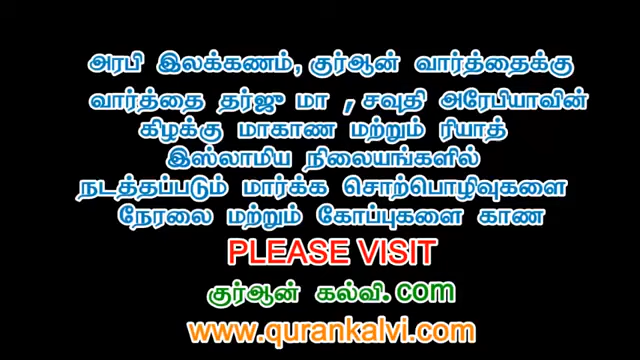 அரபி இலக்கணம், குர்ஆன் வார்த்தைக்கு
வார்த்தை தர்ஜு மா , சவுதி அரேபியாவின்
கிழக்கு மாகாண மற்றும் ரியாத்
இஸ்லாமிய நிலையங்களில்
நடத்தப்படும் மார்க்க சொற்பொழிவுகளை
நேரலை மற்றும் கோப்புகளை காண
PLEASE VISIT
குர்ஆன் கல்வி.com
www.qurankalvi.com